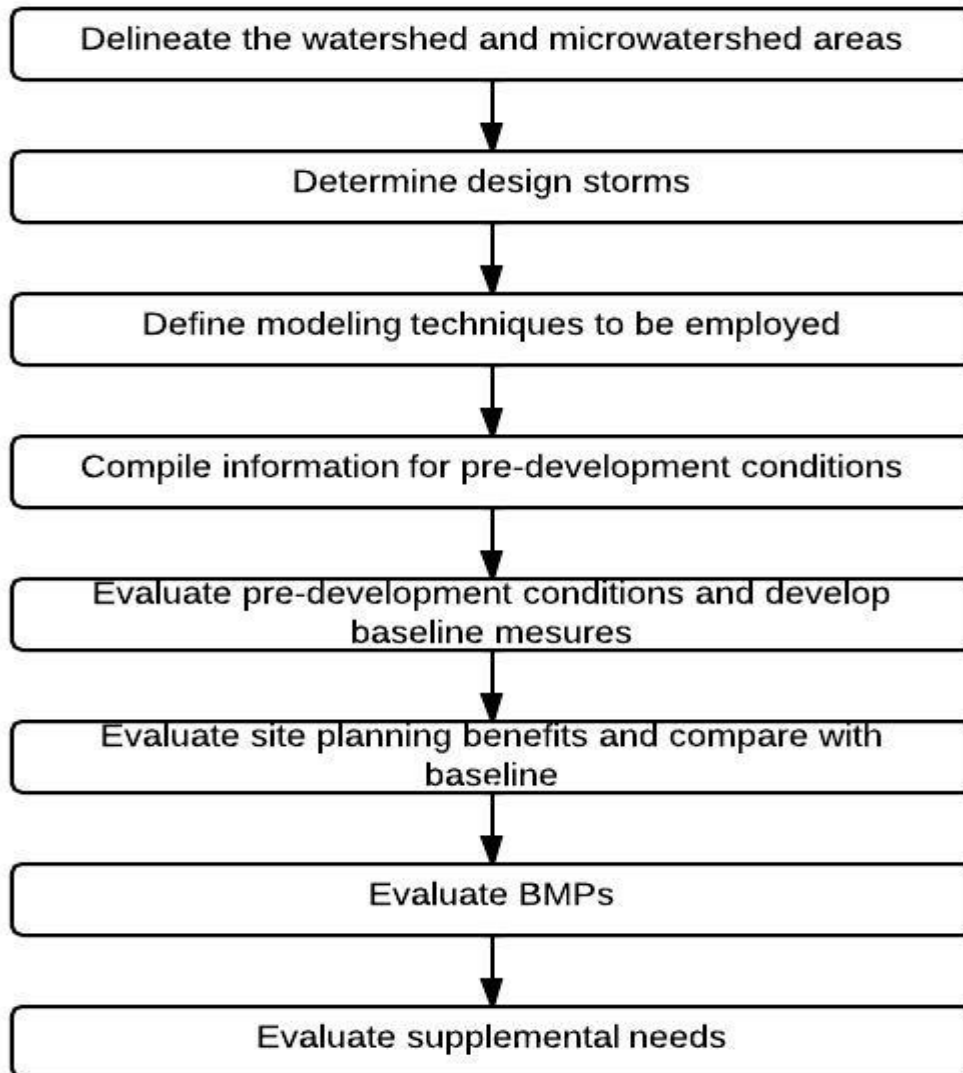 Delineate the watershed and microwatershed areas
Determine design storms
Define modeling techniques to be employed
Compile information for pre-development conditions
Evaluate pre-development conditions and develop
baseline mesures
Evaluate site planning benefits and compare with
baseline
Evaluate BMPs
Evaluate supplemental needs